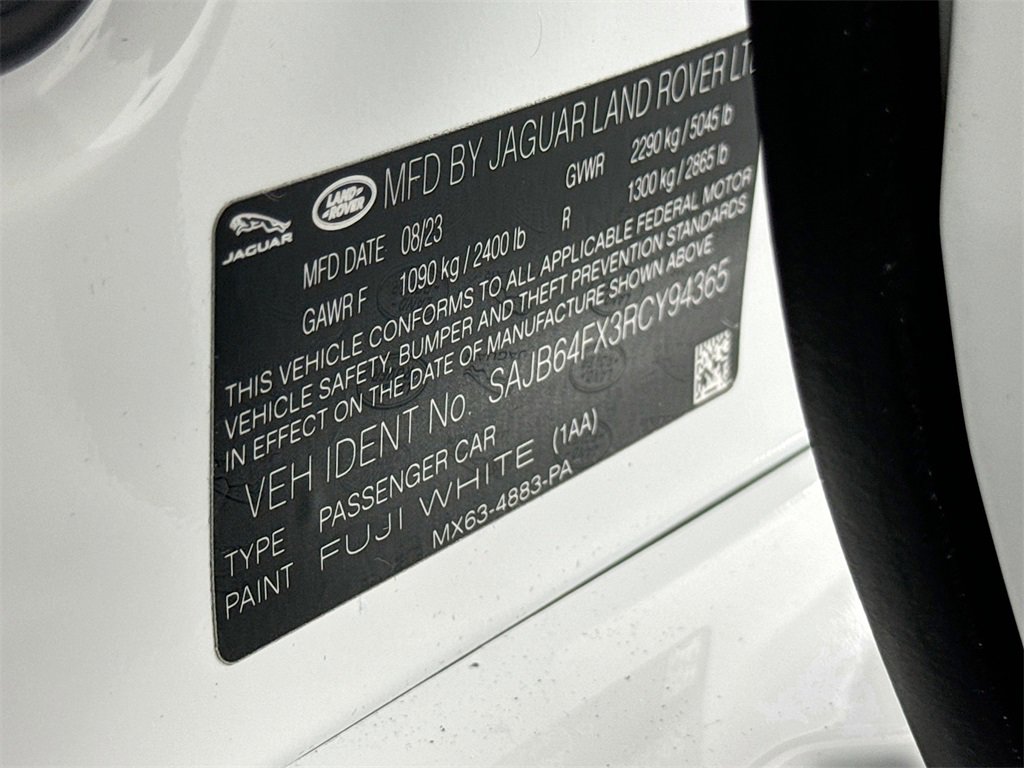 JAGUAR
LAND ROVER
MFD BY JAGUAR LAND ROVER LTD
MFD DATE 08/23 GVWR 2290 kg / 5045 lb
GAWR F 1090 kg / 2400 lb R 1300 kg / 2865 lb
THIS VEHICLE CONFORMS TO ALL APPLICABLE FEDERAL MOTOR
VEHICLE SAFETY, BUMPER AND THEFT PREVENTION STANDARDS
IN EFFECT ON THE DATE OF MANUFACTURE SHOWN ABOVE
VEH IDENT No. SAJB64FX3RCY94365
TYPE PASSENGER CAR
PAINT FUJI WHITE (1AA)
MX63-4883-PA